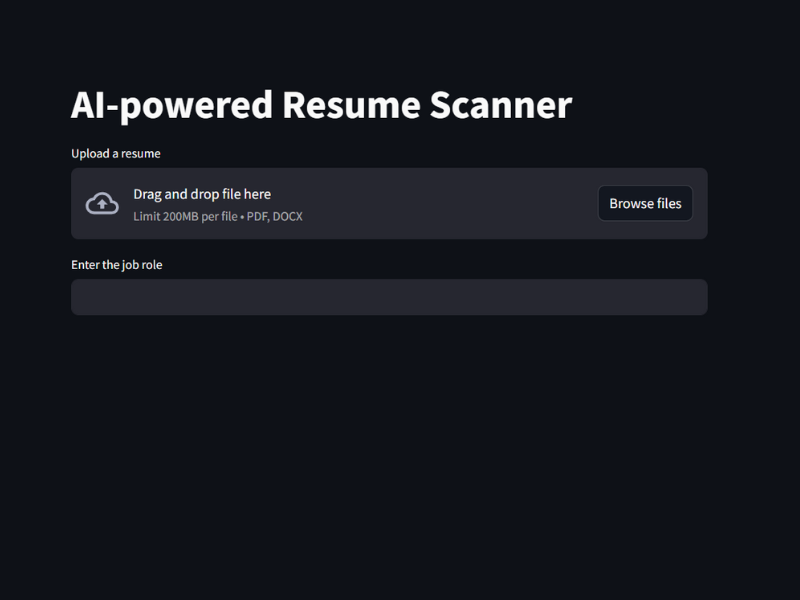 AI-powered Resume Scanner
Upload a resume
Drag and drop file here
Limit 200MB per file • PDF, DOCX
Browse files
Enter the job role